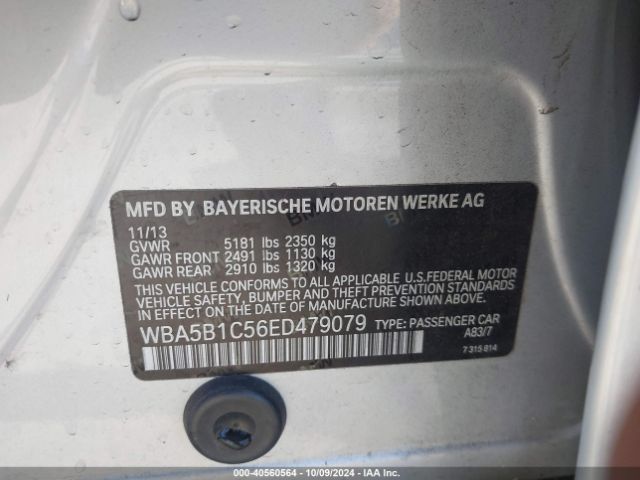 MFD BY BAYERISCHE MOTOREN WERKE AG
11/13
GVWR 5181 lbs 2350 kg
GAWR FRONT 2491 lbs 1130 kg
GAWR REAR 2910 lbs 1320 kg
THIS VEHICLE CONFORMS TO ALL APPLICABLE U.S.FEDERAL MOTOR
VEHICLE SAFETY, BUMPER AND THEFT PREVENTION STANDARDS
IN EFFECT ON THE DATE OF MANUFACTURE SHOWN ABOVE.
WBA5B1C56ED479079 TYPE: PASSENGER CAR
A83/7
7 315 814
000-40560564 - 10/09/2024 - IAA Inc.